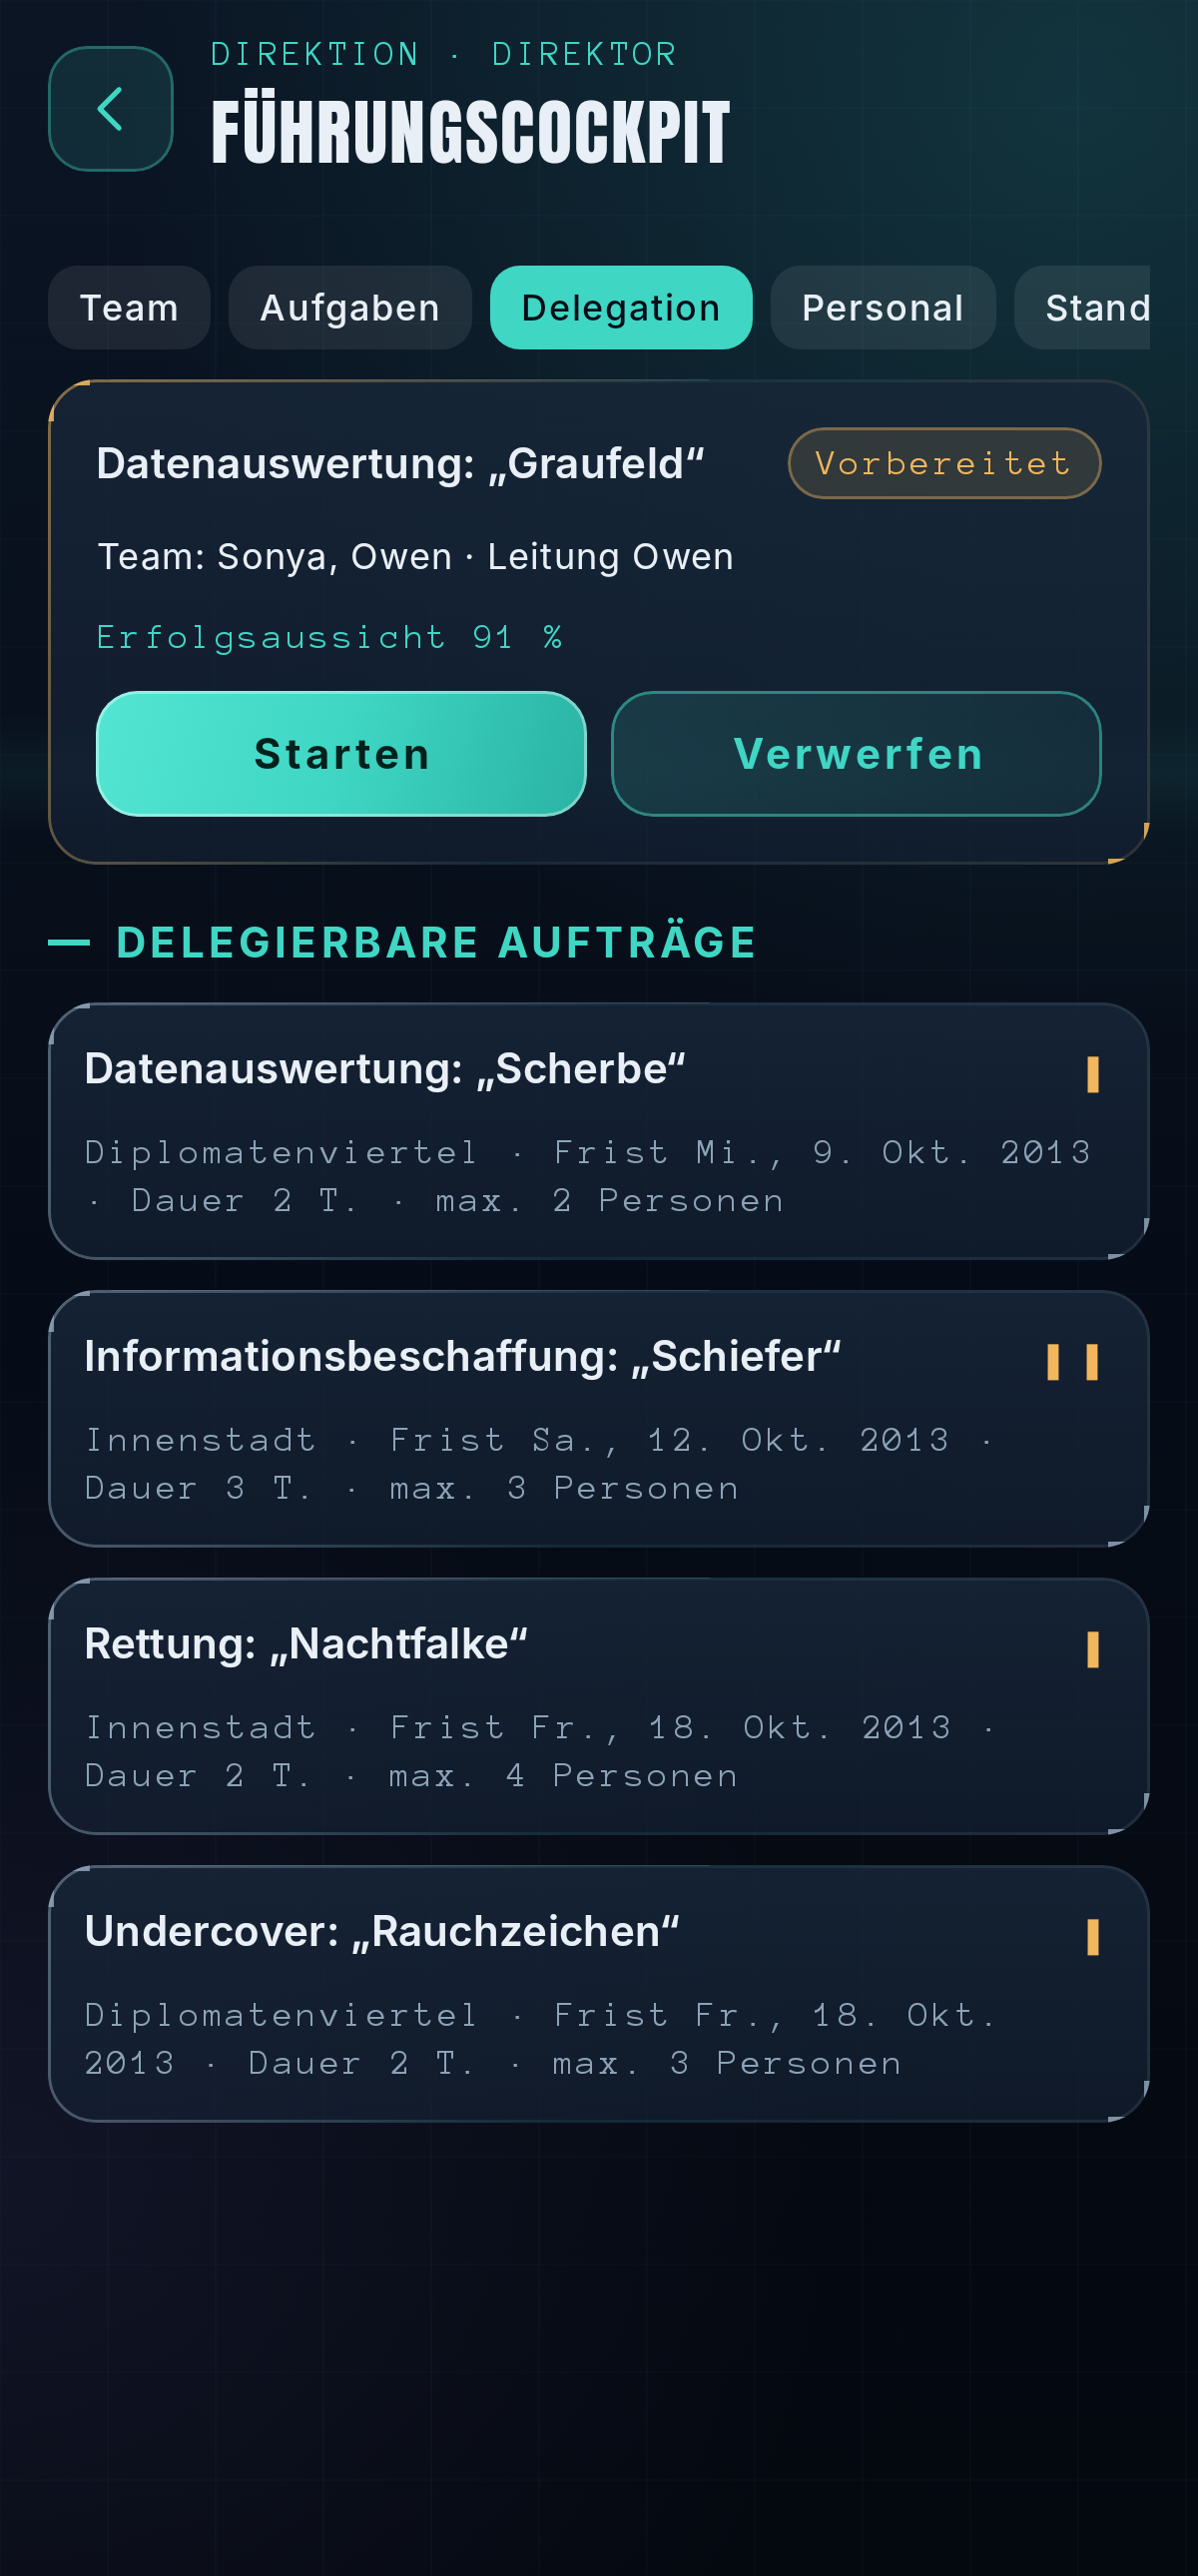 DIREKTION · DIREKTOR
FÜHRUNGSCOCKPIT
Team Aufgaben Delegation Personal Stand
Datenauswertung: „Graufeld“ Vorbereitet
Team: Sonya, Owen · Leitung Owen
Erfolgsaussicht 91 %
Starten Verwerfen
DELEGIERBARE AUFTRÄGE
Datenauswertung: „Scherbe“
Diplomatenviertel · Frist Mi., 9. Okt. 2013
· Dauer 2 T. · max. 2 Personen
Informationsbeschaffung: „Schiefer“
Innenstadt · Frist Sa., 12. Okt. 2013 ·
Dauer 3 T. · max. 3 Personen
Rettung: „Nachtfalke“
Innenstadt · Frist Fr., 18. Okt. 2013 ·
Dauer 2 T. · max. 4 Personen
Undercover: „Rauchzeichen“
Diplomatenviertel · Frist Fr., 18. Okt.
2013 · Dauer 2 T. · max. 3 Personen